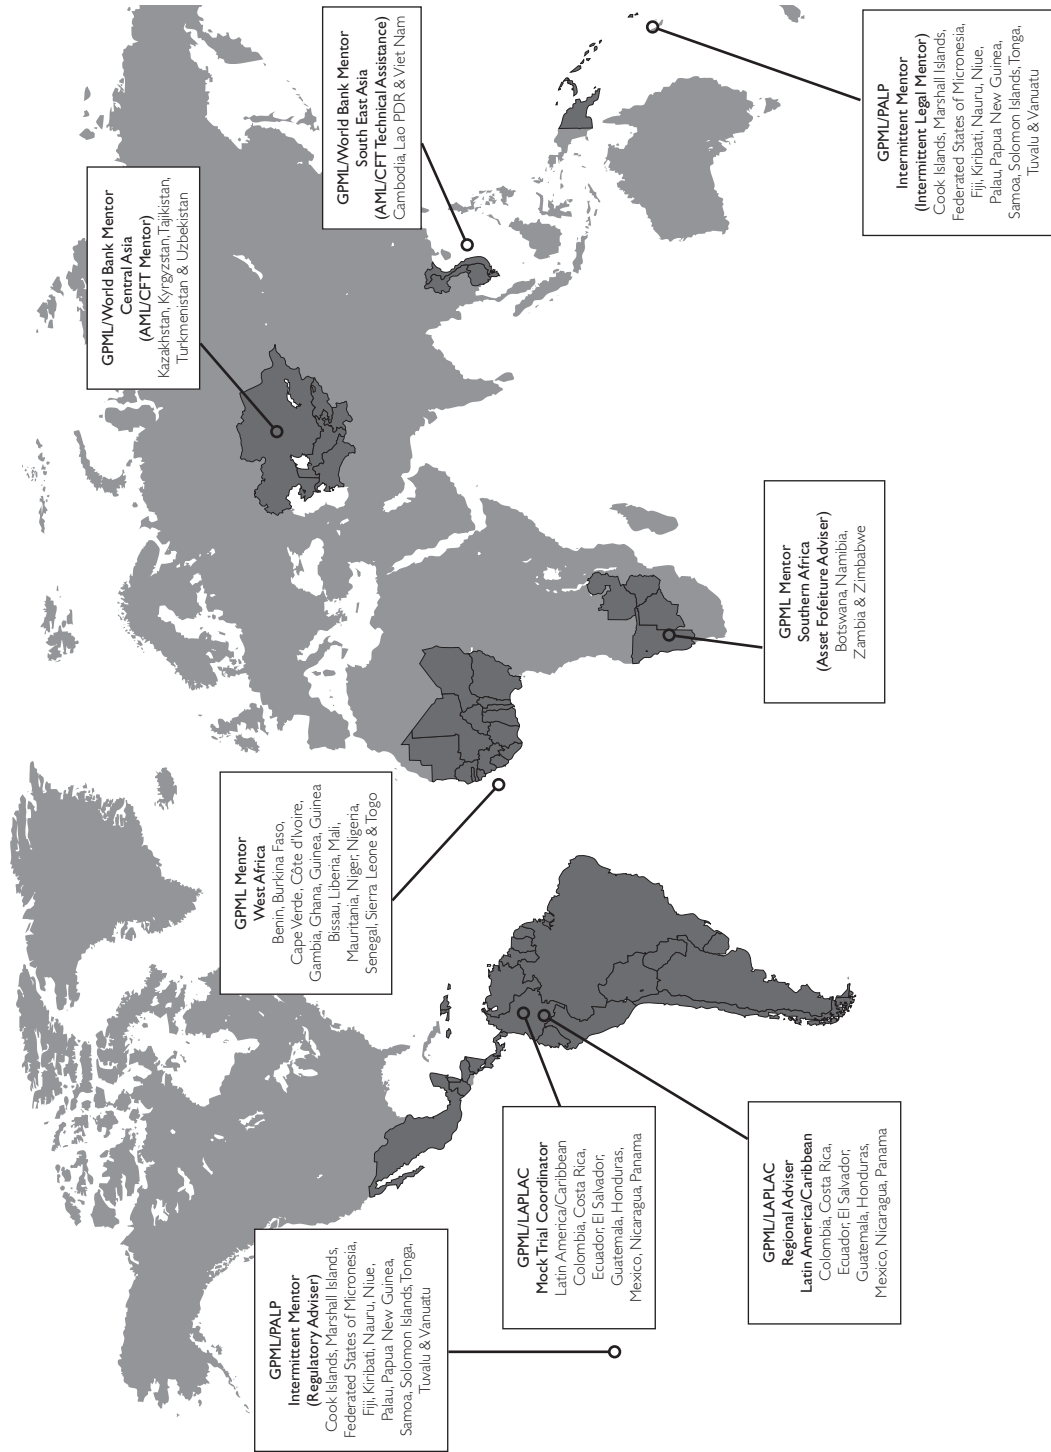 GPML/PALP
Intermittent Mentor
(Regulatory Adviser)
Cook Islands, Marshall Islands,
Federated States of Micronesia,
Fiji, Kiribati, Nauru, Niue,
Palau, Papua New Guinea,
Samoa, Solomon Islands, Tonga,
Tuvalu & Vanuatu
GPML/LAPLAC
Mock Trial Coordinator
Latin America/Caribbean
Colombia, Costa Rica,
Ecuador, El Salvador,
Guatemala, Honduras,
Mexico, Nicaragua, Panama
GPML/LAPLAC
Regional Adviser
Latin America/Caribbean
Colombia, Costa Rica,
Ecuador, El Salvador,
Guatemala, Honduras,
Mexico, Nicaragua, Panama
GPML Mentor
West Africa
Benin, Burkina Faso,
Cape Verde, Côte d'Ivoire,
Gambia, Ghana, Guinea, Guinea
Bissau, Liberia, Mali,
Mauritania, Niger, Nigeria,
Senegal, Sierra Leone & Togo
GPML Mentor
Southern Africa
(Asset Fofeiture Adviser)
Botswana, Namibia,
Zambia & Zimbabwe
GPML/World Bank Mentor
Central Asia
(AML/CFT Mentor)
Kazakhstan, Kyrgyzstan, Tajikistan,
Turkmenistan & Uzbekistan
GPML/World Bank Mentor
South East Asia
(AML/CFT Technical Assistance)
Cambodia, Lao PDR & Viet Nam
GPML/PALP
Intermittent Mentor
(Intermittent Legal Mentor)
Cook Islands, Marshall Islands,
Federated States of Micronesia,
Fiji, Kiribati, Nauru, Niue,
Palau, Papua New Guinea,
Samoa, Solomon Islands, Tonga,
Tuvalu & Vanuatu